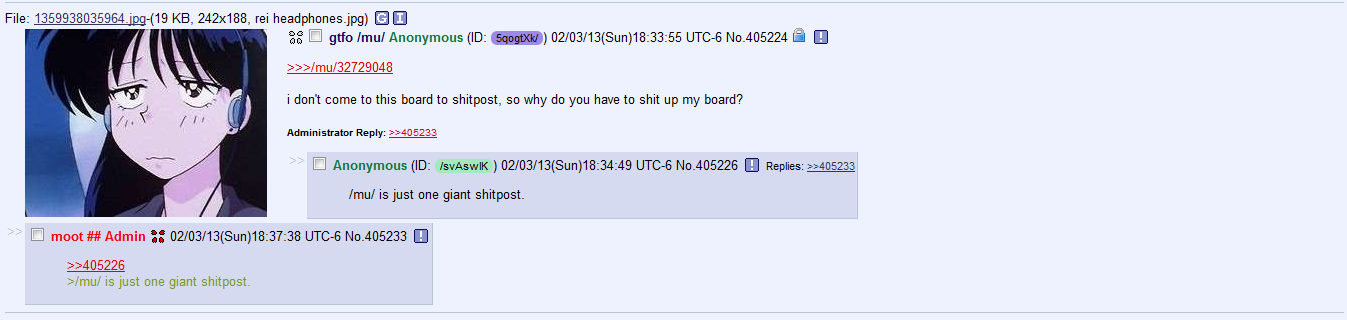 File: 1359938035964.jpg-(19 KB, 242x188, rei headphones.jpg) G I
gtfo /mu/ Anonymous (ID: 5qogtXk/) 02/03/13(Sun)18:33:55 UTC-6 No.405224 !
>>>/mu/32729048
i don't come to this board to shitpost, so why do you have to shit up my board?
Administrator Reply: >>405233
>> Anonymous (ID: /svAswIK ) 02/03/13(Sun)18:34:49 UTC-6 No.405226 ! Replies: >>405233
/mu/ is just one giant shitpost.
>> moot ## Admin 02/03/13(Sun)18:37:38 UTC-6 No.405233 !
>>405226
>/mu/ is just one giant shitpost.